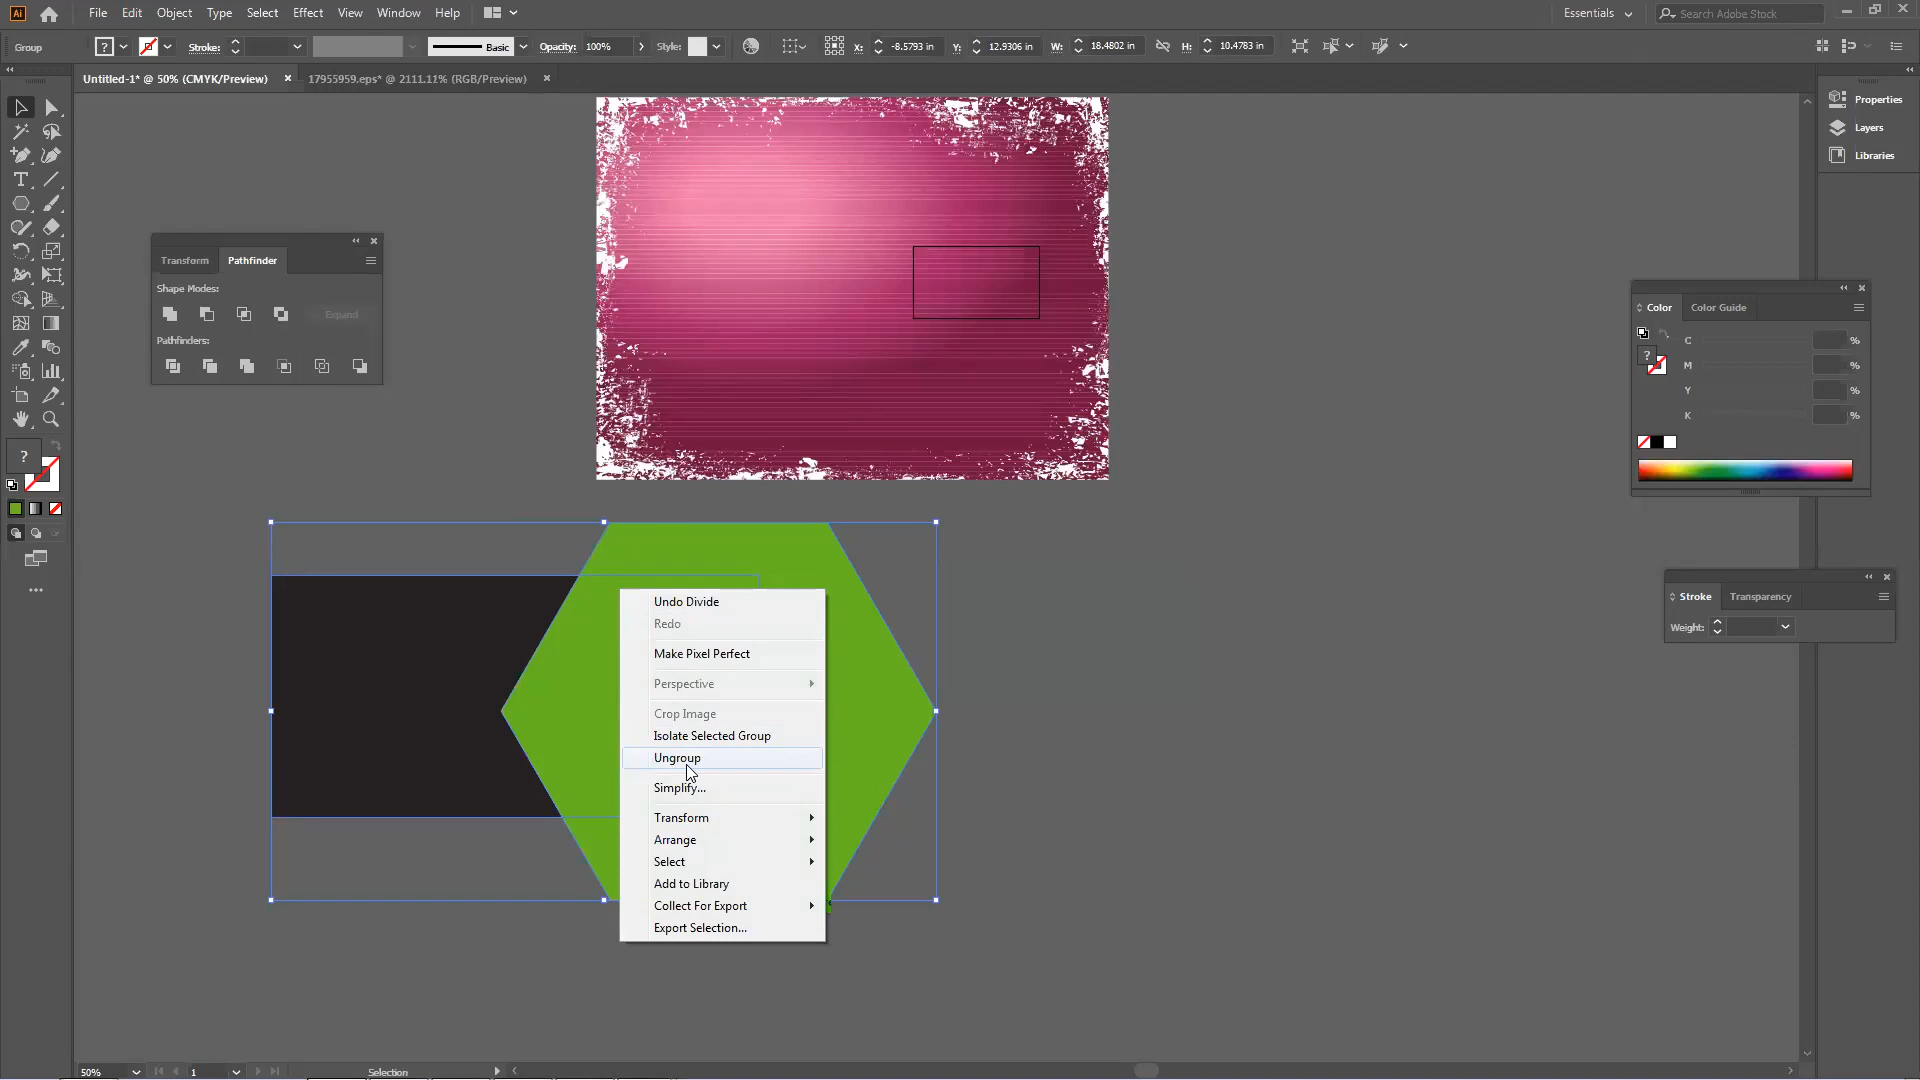 Ai File Edit Object Type Select Effect View Window Help Essentials Search Adobe Stock
Group ? Stroke: Basic Opacity: 100% Style: X: -8.5793 in Y: 12.9306 in W: 18.4802 in H: 10.4783 in
Untitled-1* @ 50% (CMYK/Preview) 17955959.eps* @ 2111.11% (RGB/Preview)
Properties
Layers
Libraries
Transform Pathfinder
Shape Modes:
Expand
Pathfinders:
Color Color Guide
C %
? M %
Y %
K %
?
Stroke Transparency
Weight:
Undo Divide
Redo
Make Pixel Perfect
Perspective
Crop Image
Isolate Selected Group
Ungroup
Simplify...
Transform
Arrange
Select
Add to Library
Collect For Export
Export Selection...
50% 1 Selection